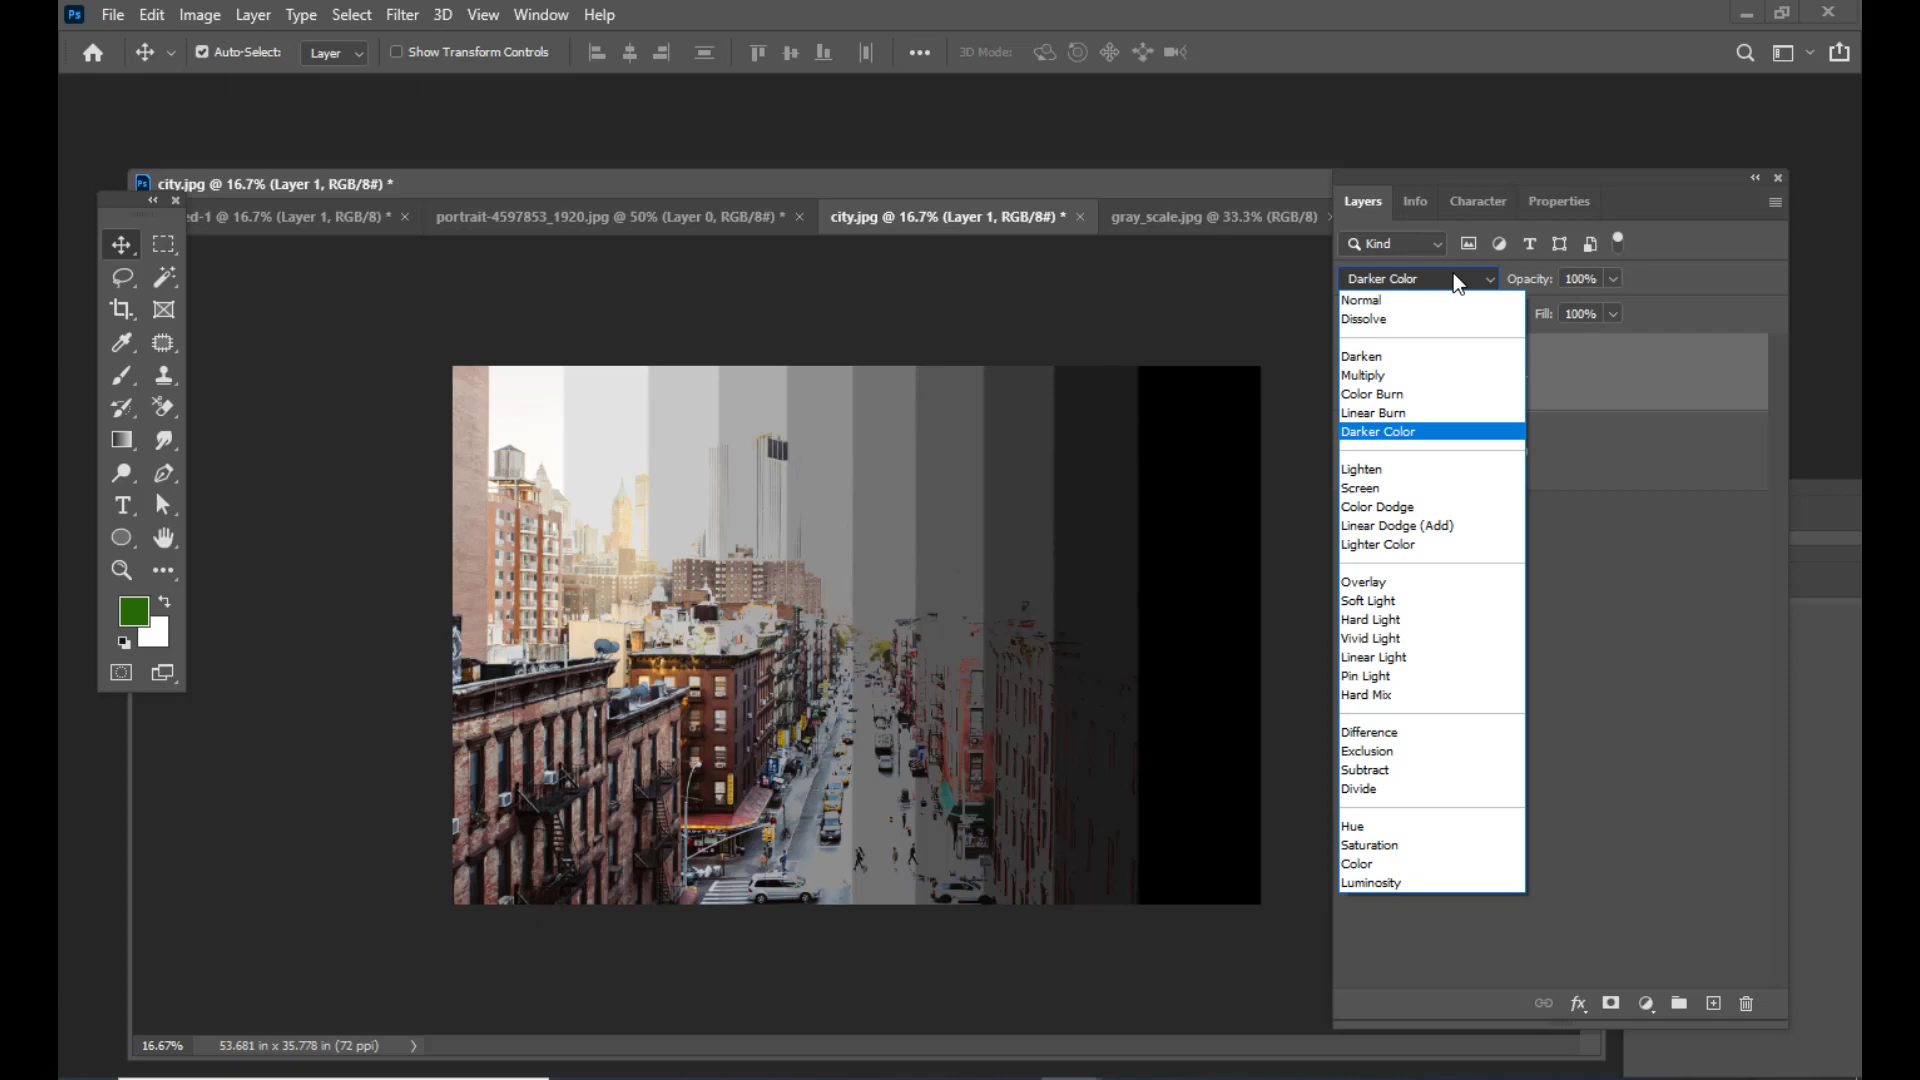 Ps File Edit Image Layer Type Select Filter 3D View Window Help
Auto-Select: Layer Show Transform Controls 3D Mode:
Ps city.jpg @ 16.7% (Layer 1, RGB/8#) *
ed-1 @ 16.7% (Layer 1, RGB/8) * portrait-4597853_1920.jpg @ 50% (Layer 0, RGB/8#) * city.jpg @ 16.7% (Layer 1, RGB/8#) * gray_scale.jpg @ 33.3% (RGB/8)
Layers Info Character Properties
Kind
Darker Color Opacity: 100%
Fill: 100%
Normal
Dissolve
Darken
Multiply
Color Burn
Linear Burn
Darker Color
Lighten
Screen
Color Dodge
Linear Dodge (Add)
Lighter Color
Overlay
Soft Light
Hard Light
Vivid Light
Linear Light
Pin Light
Hard Mix
Difference
Exclusion
Subtract
Divide
Hue
Saturation
Color
Luminosity
fx
16.67% 53.681 in x 35.778 in (72 ppi)